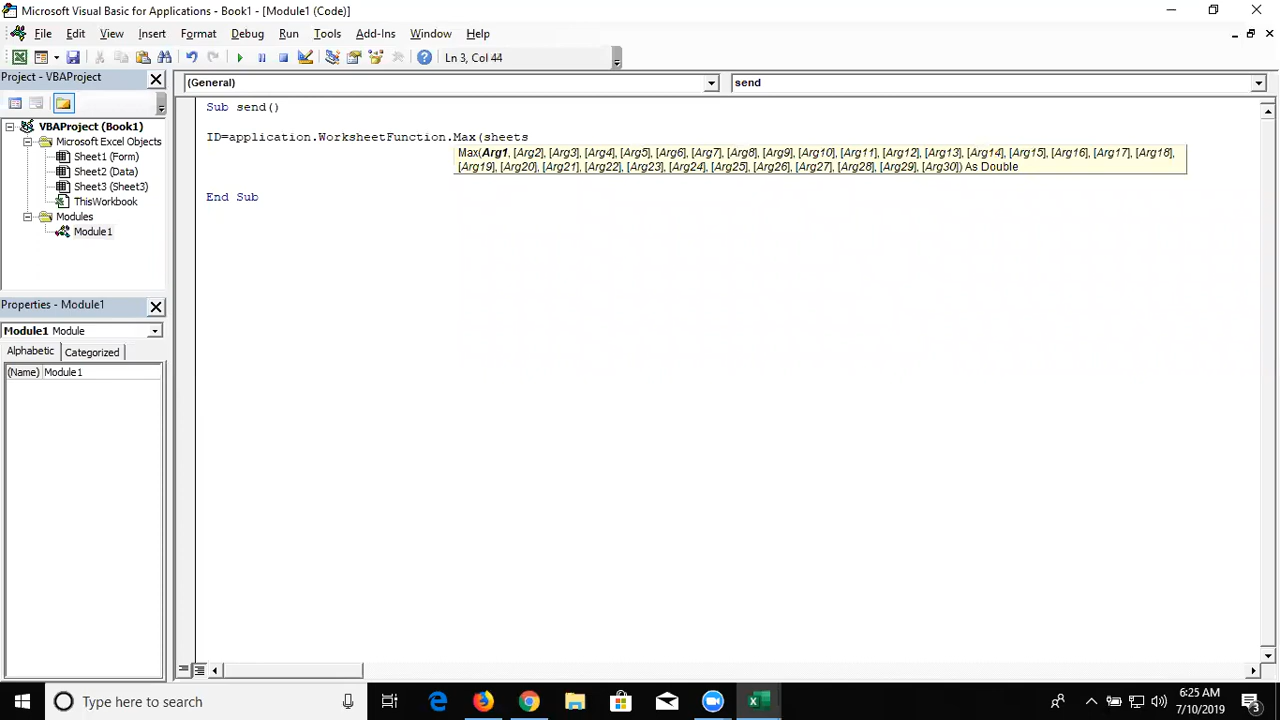 Microsoft Visual Basic for Applications - Book1 - [Module1 (Code)]
File Edit View Insert Format Debug Run Tools Add-Ins Window Help
Ln 3, Col 44
Project - VBAProject
(General)
send
VBAProject (Book1)
Microsoft Excel Objects
Sheet1 (Form)
Sheet2 (Data)
Sheet3 (Sheet3)
ThisWorkbook
Modules
Module1
Sub send()
ID=application.WorksheetFunction.Max(sheets
Max(Arg1, [Arg2], [Arg3], [Arg4], [Arg5], [Arg6], [Arg7], [Arg8], [Arg9], [Arg10], [Arg11], [Arg12], [Arg13], [Arg14], [Arg15], [Arg16], [Arg17], [Arg18],
[Arg19], [Arg20], [Arg21], [Arg22], [Arg23], [Arg24], [Arg25], [Arg26], [Arg27], [Arg28], [Arg29], [Arg30]) As Double
End Sub
Properties - Module1
Module1 Module
Alphabetic Categorized
(Name) Module1
Type here to search
6:25 AM
7/10/2019
3